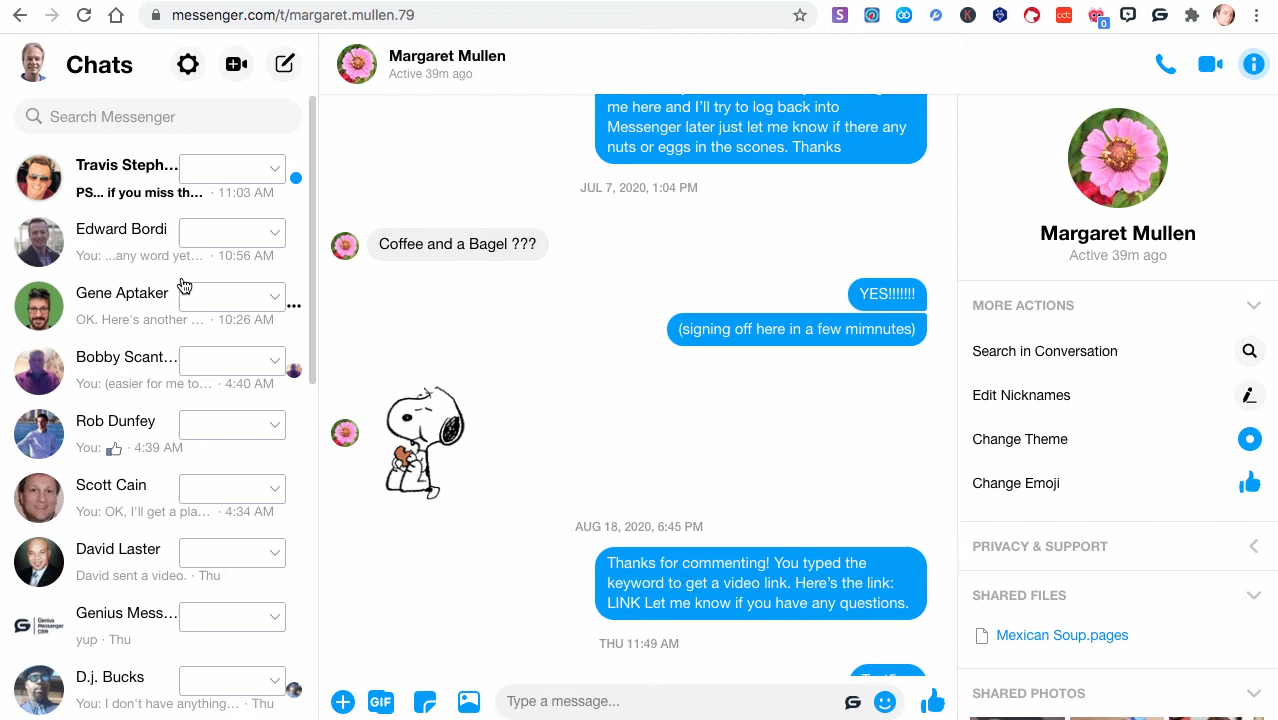 messenger.com/t/margaret.mullen.79
S
K
abc
0
Chats
Search Messenger
Travis Steph...
PS... if you miss th... · 11:03 AM
Edward Bordi
You: ...any word yet... · 10:56 AM
Gene Aptaker
OK. Here's another ... · 10:26 AM
Bobby Scant...
You: (easier for me to... · 4:40 AM
Rob Dunfey
You: · 4:39 AM
Scott Cain
You: OK, I'll get a pla... · 4:34 AM
David Laster
David sent a video. · Thu
Genius Mess...
yup · Thu
D.j. Bucks
You: I don't have anything... · Thu
Margaret Mullen
Active 39m ago
me here and I'll try to log back into
Messenger later just let me know if there any
nuts or eggs in the scones. Thanks
JUL 7, 2020, 1:04 PM
Coffee and a Bagel ???
YES!!!!!!!
(signing off here in a few mimnutes)
AUG 18, 2020, 6:45 PM
Thanks for commenting! You typed the
keyword to get a video link. Here's the link:
LINK Let me know if you have any questions.
THU 11:49 AM
GIF
Type a message...
Margaret Mullen
Active 39m ago
MORE ACTIONS
Search in Conversation
Edit Nicknames
Change Theme
Change Emoji
PRIVACY & SUPPORT
SHARED FILES
Mexican Soup.pages
SHARED PHOTOS